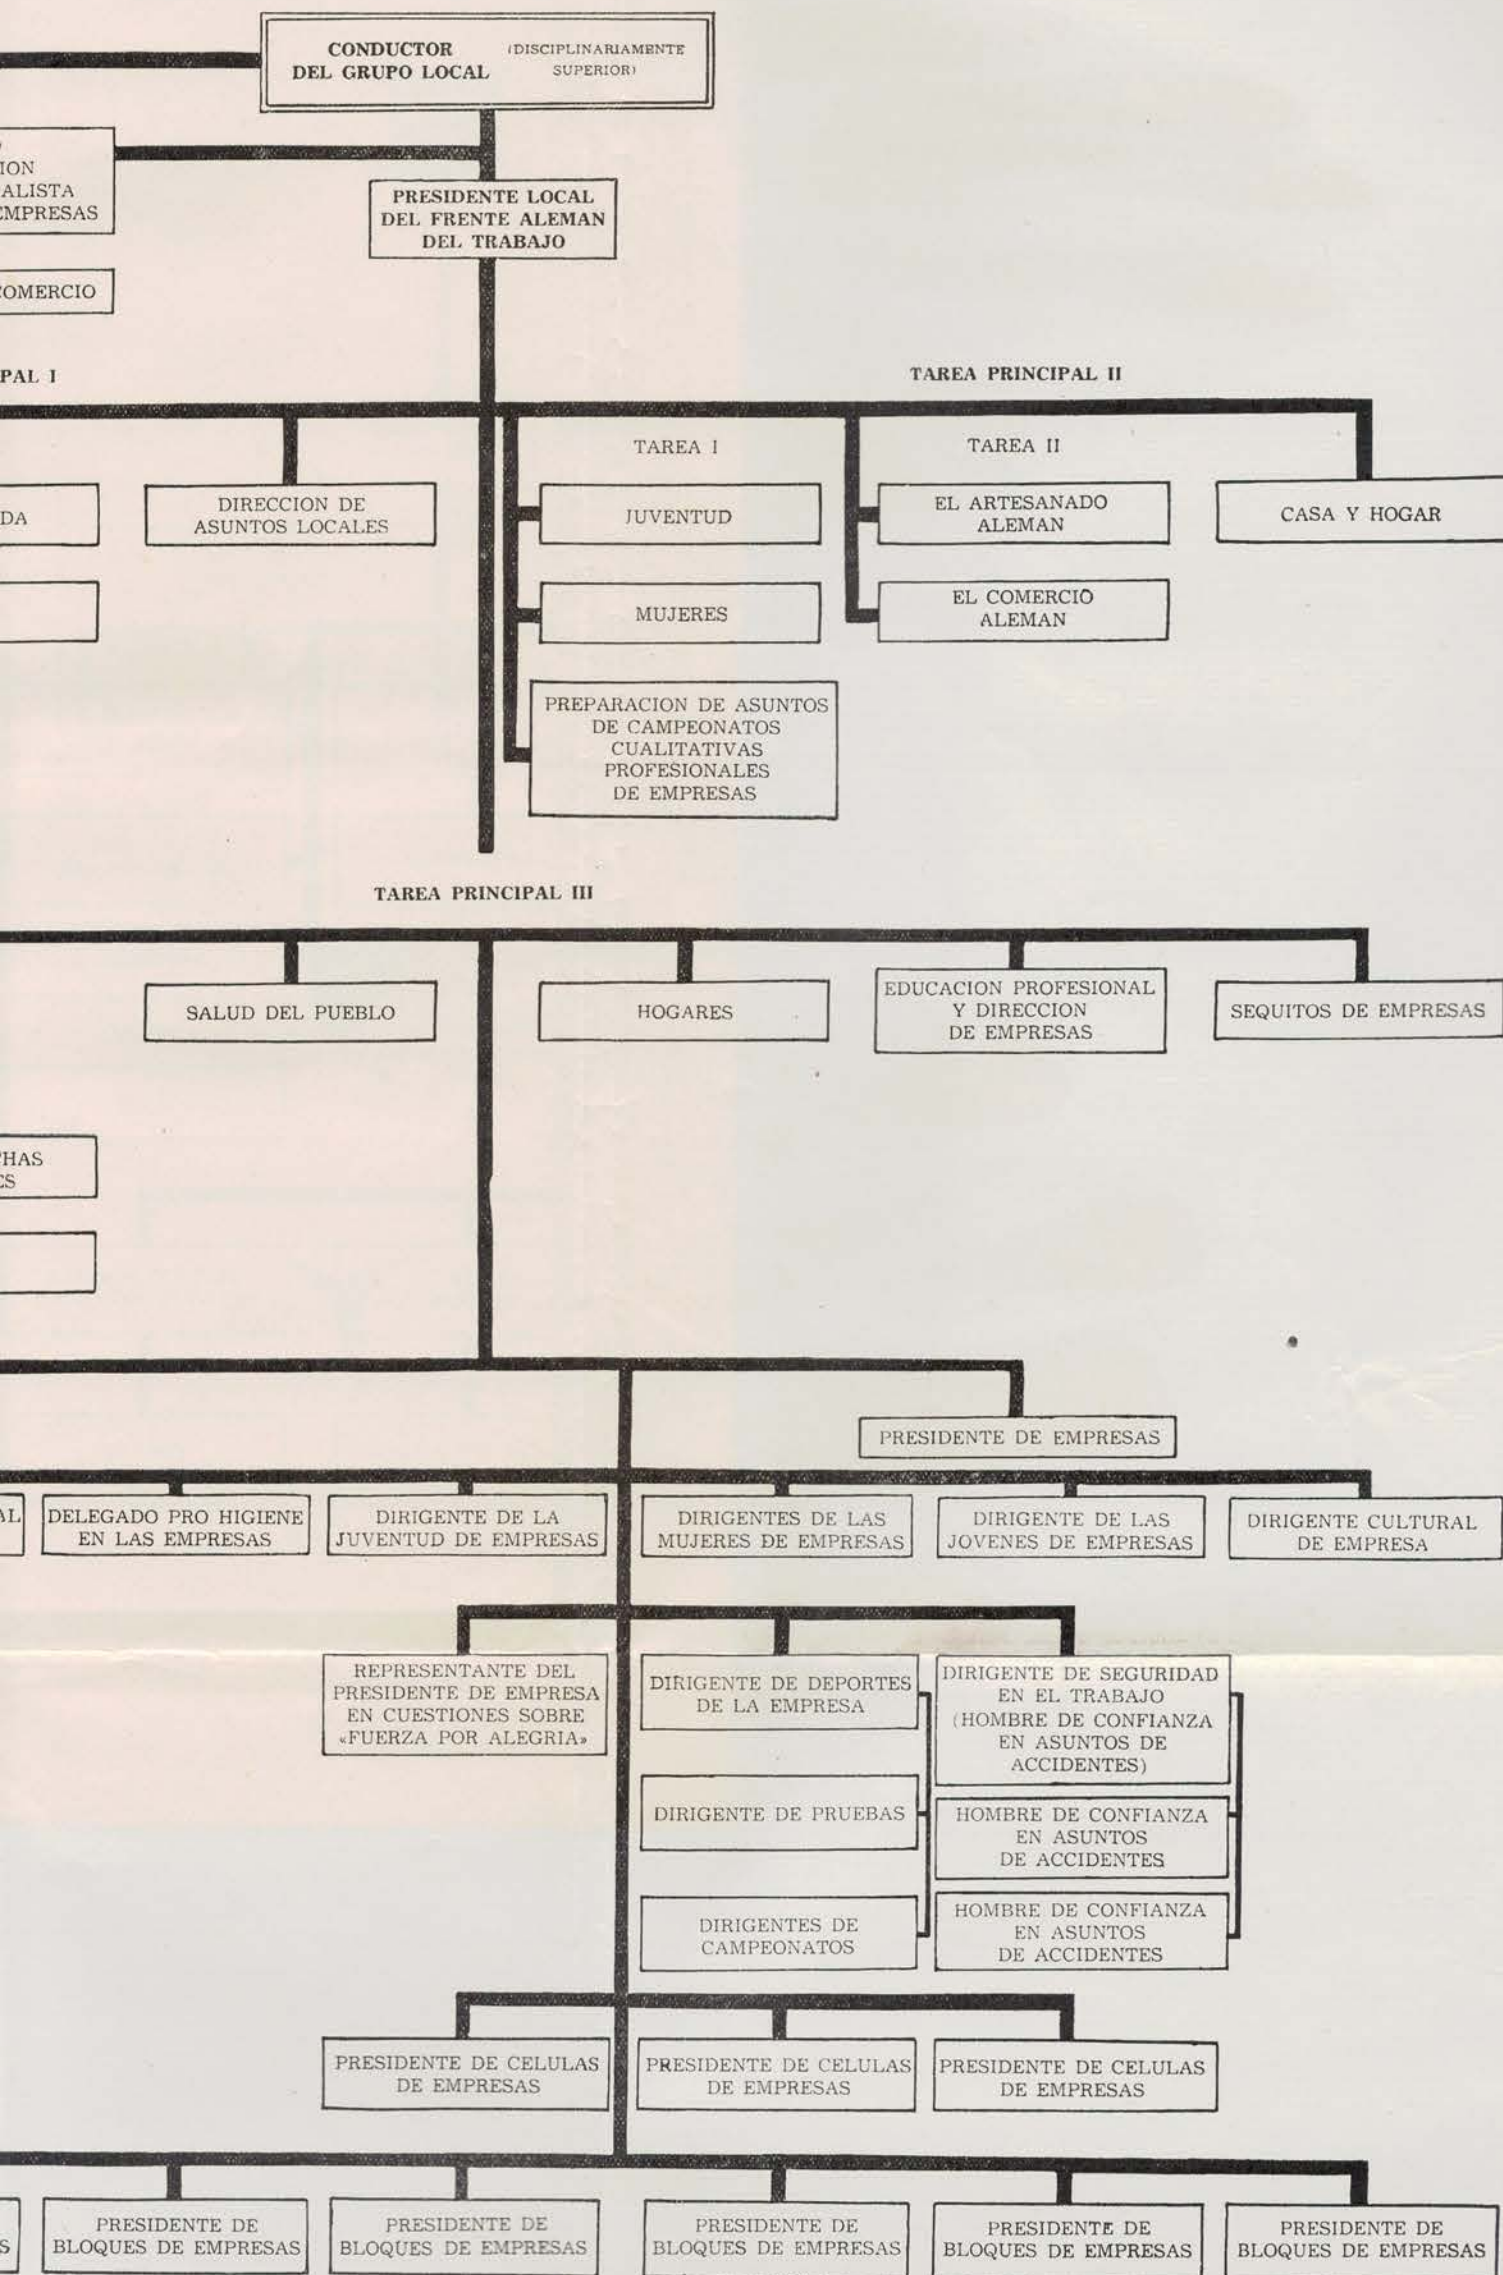 CONDUCTOR
DEL GRUPO LOCAL
(DISCIPLINARIAMENTE
SUPERIOR)
ION
ALISTA
EMPRESAS
PRESIDENTE LOCAL
DEL FRENTE ALEMAN
DEL TRABAJO
COMERCIO
PAL I
TAREA PRINCIPAL II
TAREA I
TAREA II
DA
DIRECCION DE
ASUNTOS LOCALES
JUVENTUD
EL ARTESANADO
ALEMAN
CASA Y HOGAR
MUJERES
EL COMERCIO
ALEMAN
PREPARACION DE ASUNTOS
DE CAMPEONATOS
CUALITATIVAS
PROFESIONALES
DE EMPRESAS
TAREA PRINCIPAL III
SALUD DEL PUEBLO
HOGARES
EDUCACION PROFESIONAL
Y DIRECCION
DE EMPRESAS
SEQUITOS DE EMPRESAS
HAS
ES
PRESIDENTE DE EMPRESAS
AL
DELEGADO PRO HIGIENE
EN LAS EMPRESAS
DIRIGENTE DE LA
JUVENTUD DE EMPRESAS
DIRIGENTES DE LAS
MUJERES DE EMPRESAS
DIRIGENTE DE LAS
JOVENES DE EMPRESAS
DIRIGENTE CULTURAL
DE EMPRESA
REPRESENTANTE DEL
PRESIDENTE DE EMPRESA
EN CUESTIONES SOBRE
«FUERZA POR ALEGRIA»
DIRIGENTE DE DEPORTES
DE LA EMPRESA
DIRIGENTE DE SEGURIDAD
EN EL TRABAJO
(HOMBRE DE CONFIANZA
EN ASUNTOS DE
ACCIDENTES)
DIRIGENTE DE PRUEBAS
HOMBRE DE CONFIANZA
EN ASUNTOS
DE ACCIDENTES
DIRIGENTES DE
CAMPEONATOS
HOMBRE DE CONFIANZA
EN ASUNTOS
DE ACCIDENTES
PRESIDENTE DE CELULAS
DE EMPRESAS
PRESIDENTE DE CELULAS
DE EMPRESAS
PRESIDENTE DE CELULAS
DE EMPRESAS
S
PRESIDENTE DE
BLOQUES DE EMPRESAS
PRESIDENTE DE
BLOQUES DE EMPRESAS
PRESIDENTE DE
BLOQUES DE EMPRESAS
PRESIDENTE DE
BLOQUES DE EMPRESAS
PRESIDENTE DE
BLOQUES DE EMPRESAS